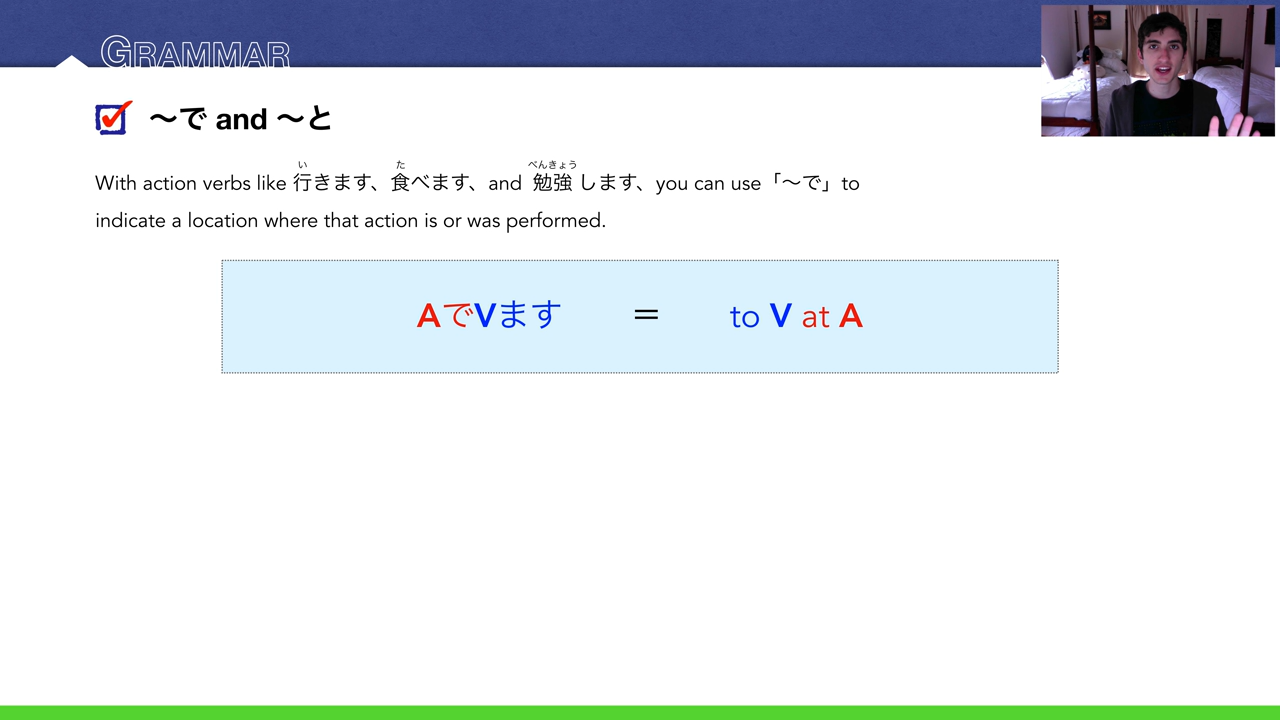 GRAMMAR
〜で and 〜と
い た べんきょう
With action verbs like 行きます、食べます、and 勉強します、you can use「〜で」to
indicate a location where that action is or was performed.
AでVます = to V at A